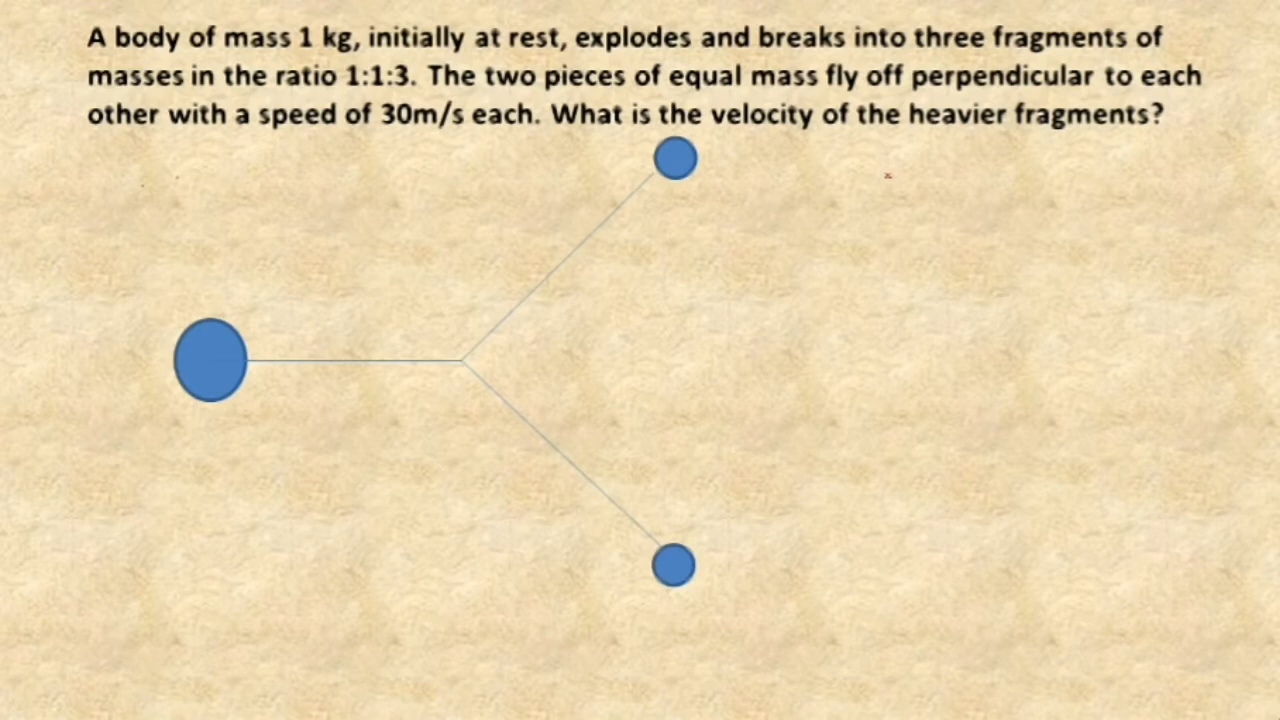 A body of mass 1 kg, initially at rest, explodes and breaks into three fragments of
masses in the ratio 1:1:3. The two pieces of equal mass fly off perpendicular to each
other with a speed of 30m/s each. What is the velocity of the heavier fragments?